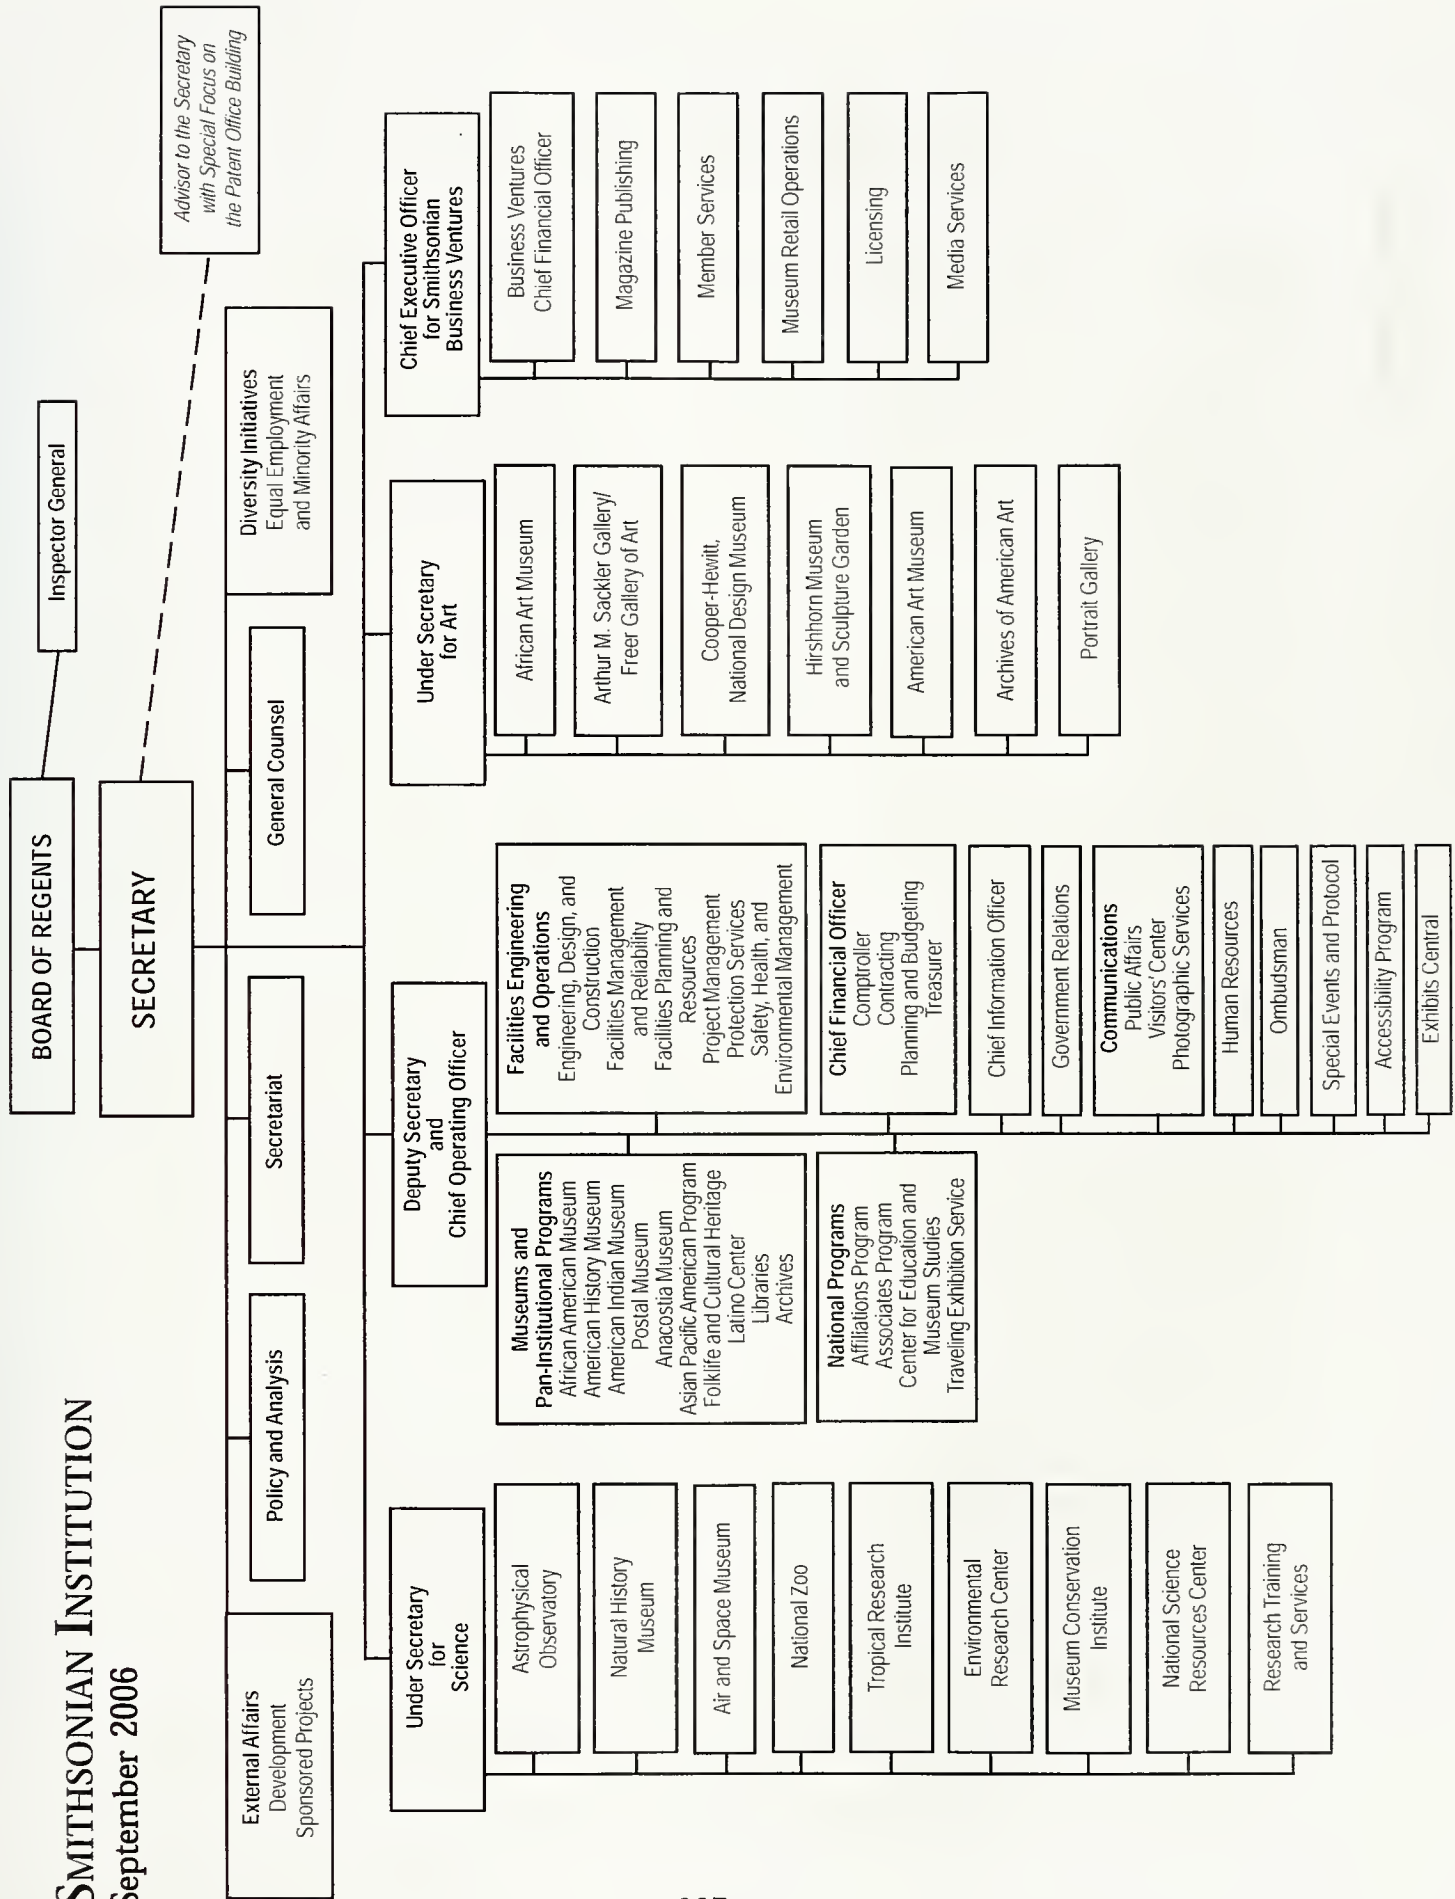 SMITHSONIAN INSTITUTION
September 2006
BOARD OF REGENTS
Inspector General
SECRETARY
Advisor to the Secretary
with Special Focus on
the Patent Office Building
External Affairs
Development
Sponsored Projects
Policy and Analysis
Secretariat
General Counsel
Diversity Initiatives
Equal Employment
and Minority Affairs
Under Secretary
for
Science
Astrophysical
Observatory
Natural History
Museum
Air and Space Museum
National Zoo
Tropical Research
Institute
Environmental
Research Center
Museum Conservation
Institute
National Science
Resources Center
Research Training
and Services
Deputy Secretary
and
Chief Operating Officer
Museums and
Pan-Institutional Programs
African American Museum
American History Museum
American Indian Museum
Postal Museum
Anacostia Museum
Asian Pacific American Program
Folklife and Cultural Heritage
Latino Center
Libraries
Archives
National Programs
Affiliations Program
Associates Program
Center for Education and
Museum Studies
Traveling Exhibition Service
Facilities Engineering
and Operations
Engineering, Design, and
Construction
Facilities Management
and Reliability
Facilities Planning and
Resources
Project Management
Protection Services
Safety, Health, and
Environmental Management
Chief Financial Officer
Comptroller
Contracting
Planning and Budgeting
Treasurer
Chief Information Officer
Government Relations
Communications
Public Affairs
Visitors' Center
Photographic Services
Human Resources
Ombudsman
Special Events and Protocol
Accessibility Program
Exhibits Central
Under Secretary
for Art
African Art Museum
Arthur M. Sackler Gallery/
Freer Gallery of Art
Cooper-Hewitt,
National Design Museum
Hirshhorn Museum
and Sculpture Garden
American Art Museum
Archives of American Art
Portrait Gallery
Chief Executive Officer
for Smithsonian
Business Ventures
Business Ventures
Chief Financial Officer
Magazine Publishing
Member Services
Museum Retail Operations
Licensing
Media Services